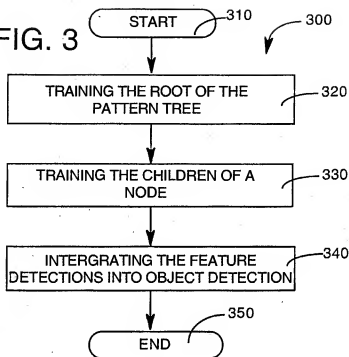 FIG. 3
START
310
300
TRAINING THE ROOT OF THE
PATTERN TREE
320
TRAINING THE CHILDREN OF A
NODE
330
INTERGRATING THE FEATURE
DETECTIONS INTO OBJECT DETECTION
340
END
350